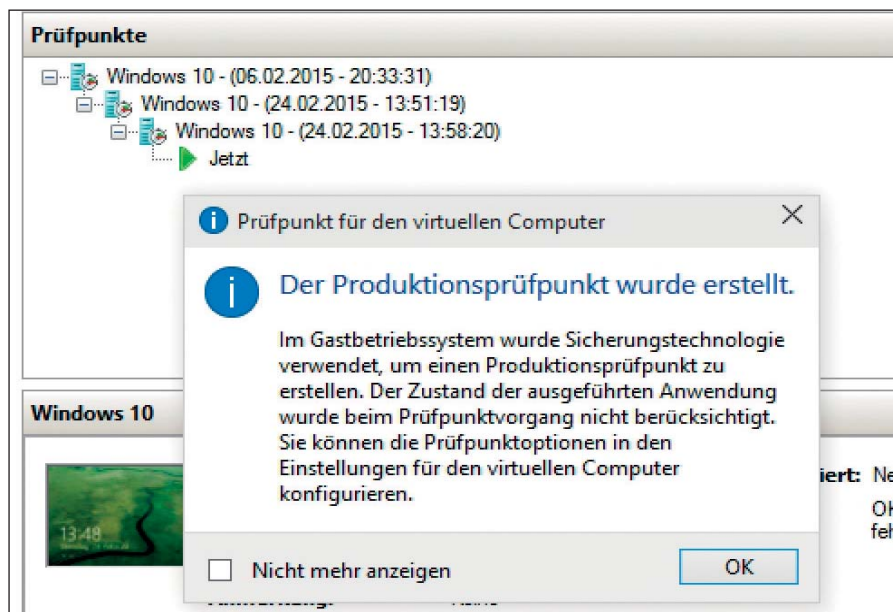 Prüfpunkte
Windows 10 - (06.02.2015 - 20:33:31)
Windows 10 - (24.02.2015 - 13:51:19)
Windows 10 - (24.02.2015 - 13:58:20)
Jetzt
Prüfpunkt für den virtuellen Computer
Der Produktionsprüfpunkt wurde erstellt.
Im Gastbetriebssystem wurde Sicherungstechnologie
verwendet, um einen Produktionsprüfpunkt zu
erstellen. Der Zustand der ausgeführten Anwendung
wurde beim Prüfpunktvorgang nicht berücksichtigt.
Sie können die Prüfpunktoptionen in den
Einstellungen für den virtuellen Computer
konfigurieren.
Nicht mehr anzeigen
OK
Windows 10
13:48
iert: Ne
OK
feh